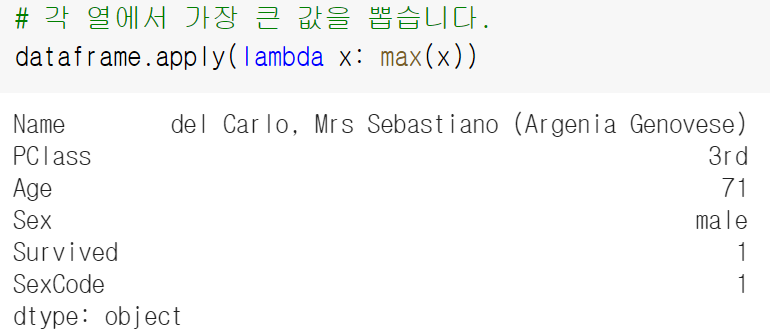 # 각 열에서 가장 큰 값을 뽑습니다.
dataframe.apply(lambda x: max(x))
Name del Carlo, Mrs Sebastiano (Argenia Genovese)
PClass 3rd
Age 71
Sex male
Survived 1
SexCode 1
dtype: object